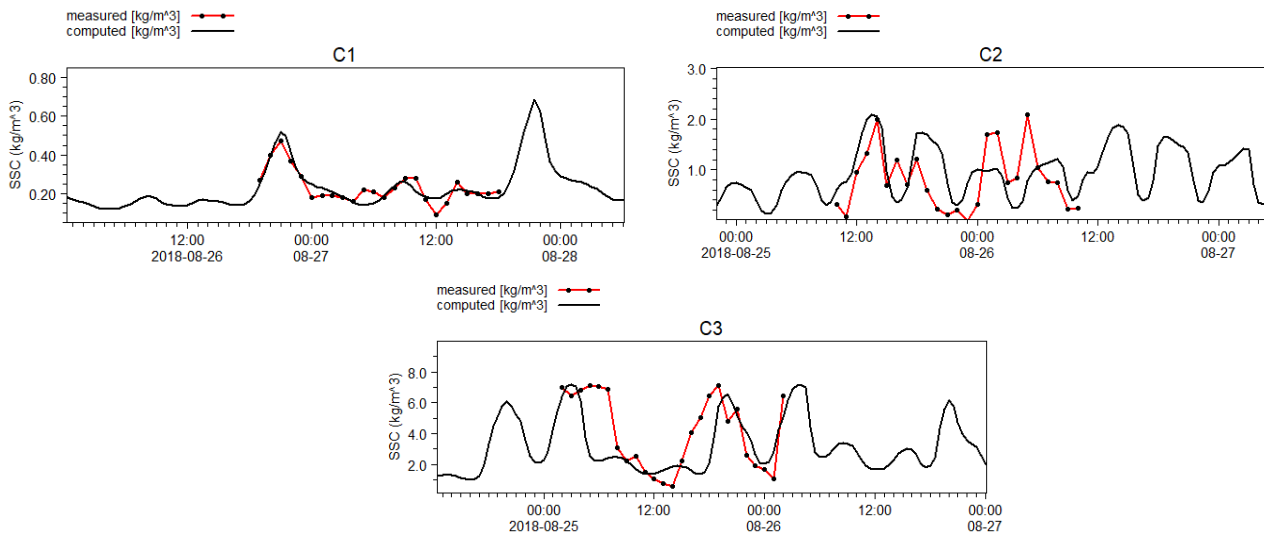 measured [kg/m^3]
computed [kg/m^3]
C1
SSC (kg/m^3)
0.80
0.60
0.40
0.20
12:00 00:00 12:00 00:00
2018-08-26 08-27 08-28
measured [kg/m^3]
computed [kg/m^3]
C2
SSC (kg/m^3)
3.0
2.0
1.0
00:00 12:00 00:00 12:00 00:00
2018-08-25 08-26 08-27
measured [kg/m^3]
computed [kg/m^3]
C3
SSC (kg/m^3)
8.0
6.0
4.0
2.0
00:00 12:00 00:00 12:00 00:00
2018-08-25 08-26 08-27